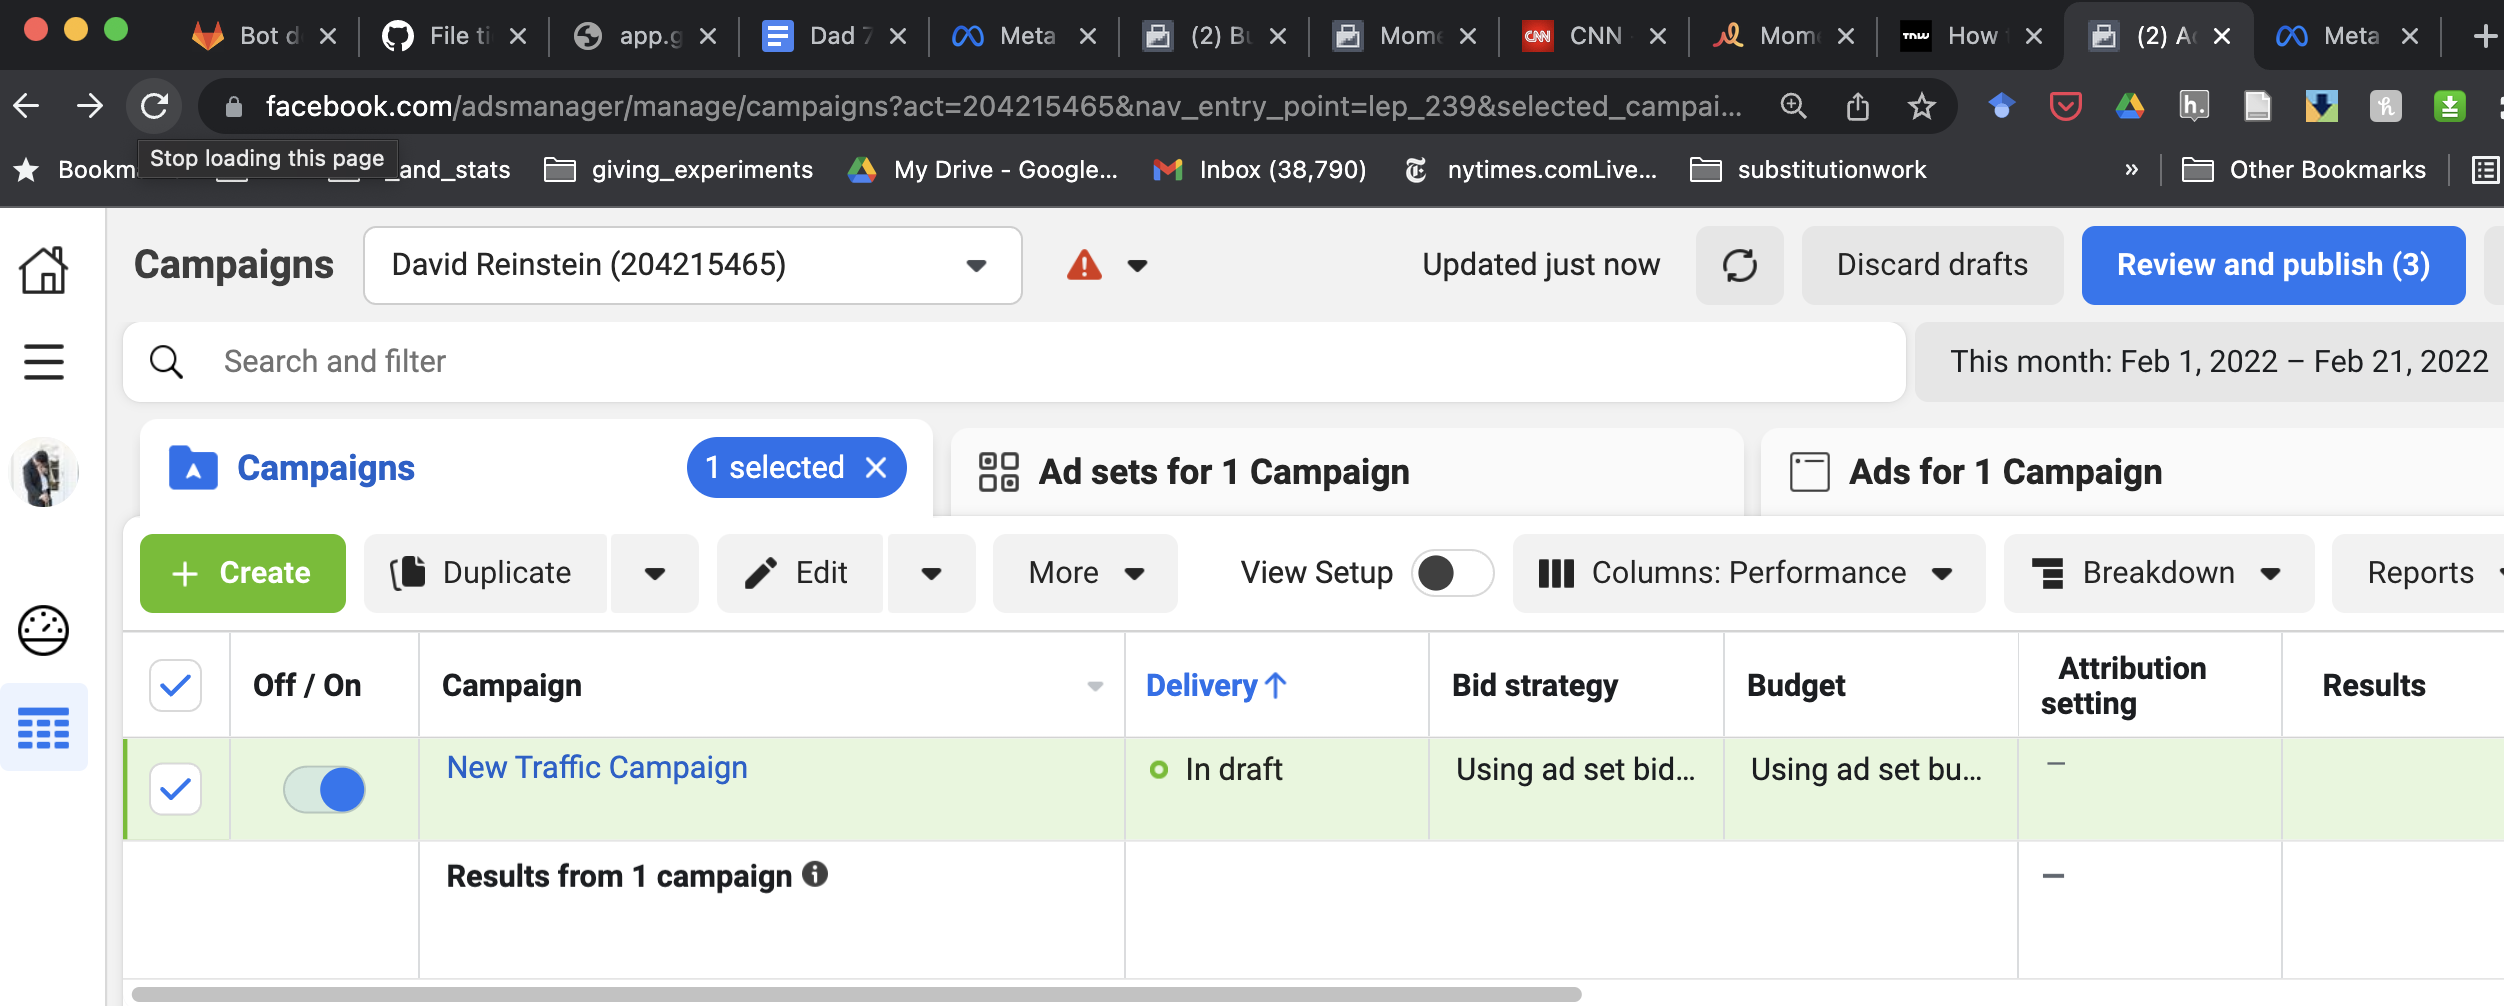 Bot d
File ti
app.g
Dad 7
Meta
(2) Bu
Mome
CNN
Mome
How
(2) Ac
Meta
facebook.com/adsmanager/manage/campaigns?act=204215465&nav_entry_point=lep_239&selected_campai...
Stop loading this page
Bookm
_and_stats
giving_experiments
My Drive - Google...
Inbox (38,790)
nytimes.comLive...
substitutionwork
»
Other Bookmarks
Campaigns
David Reinstein (204215465)
Updated just now
Discard drafts
Review and publish (3)
Search and filter
This month: Feb 1, 2022 – Feb 21, 2022
Campaigns
1 selected
Ad sets for 1 Campaign
Ads for 1 Campaign
+ Create
Duplicate
Edit
More
View Setup
Columns: Performance
Breakdown
Reports
Off / On
Campaign
Delivery ↑
Bid strategy
Budget
Attribution
setting
Results
New Traffic Campaign
In draft
Using ad set bid...
Using ad set bu...
—
Results from 1 campaign
—